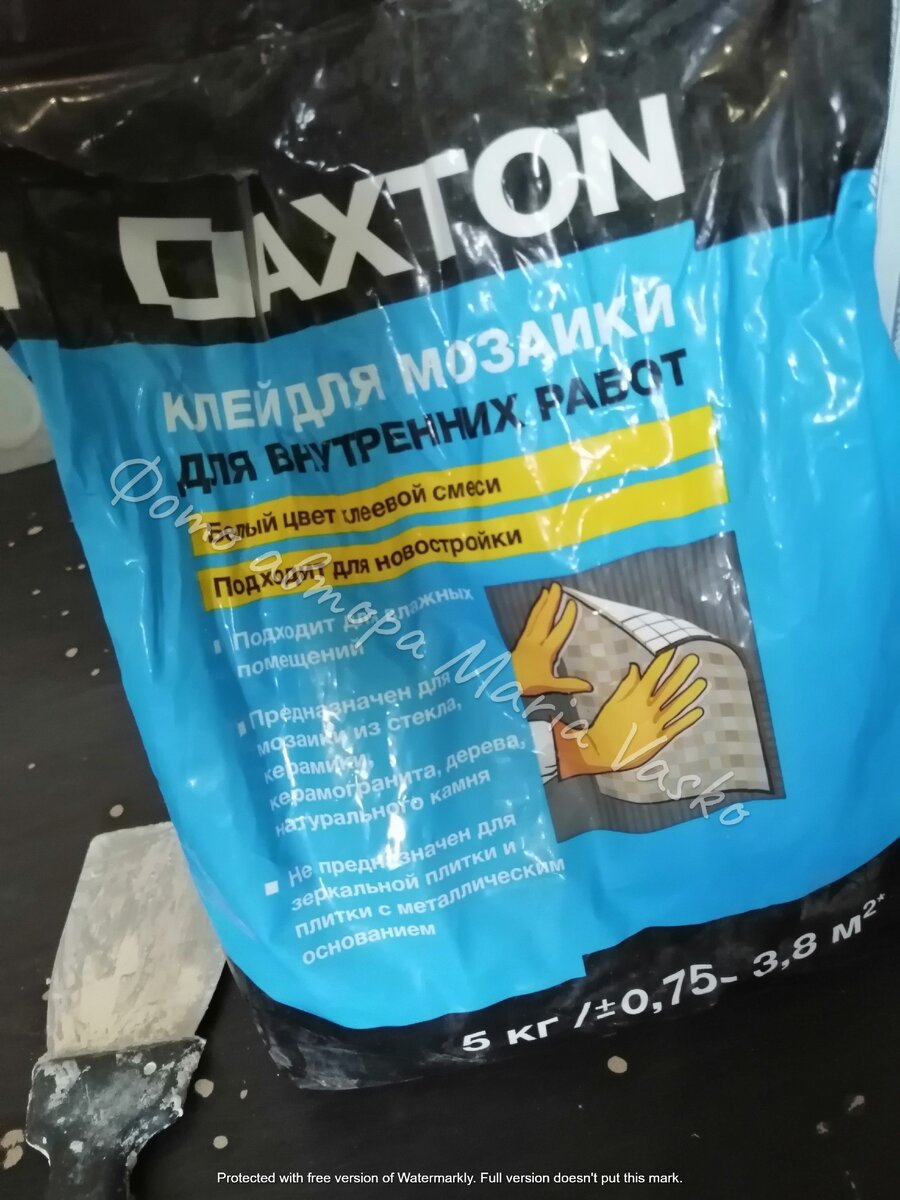 AXTON
КЛЕЙ ДЛЯ МОЗАИКИ
ДЛЯ ВНУТРЕННИХ РАБОТ
Белый цвет клеевой смеси
Подходит для новостройки
Подходит для влажных
помещений
Предназначен для
мозаики из стекла,
керамики,
керамогранита, дерева,
натурального камня
Не предназначен для
зеркальной плитки и
плитки с металлическим
основанием
5 кг /±0,75- 3,8 м²*
Фото автора Maria Vasko
Protected with free version of Watermarkly. Full version doesn't put this mark.